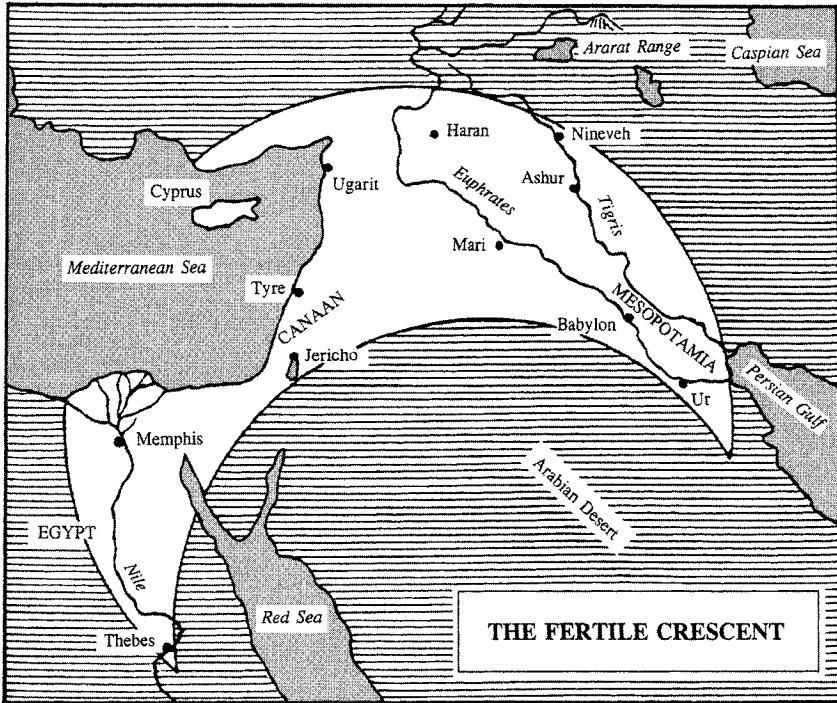 Ararat Range
Caspian Sea
Haran
Nineveh
Cyprus
Ugarit
Euphrates
Ashur
Tigris
Mari
Mediterranean Sea
Tyre
CANAAN
MESOPOTAMIA
Babylon
Jericho
Persian Gulf
Ur
Memphis
Arabian Desert
EGYPT
Nile
Red Sea
Thebes
THE FERTILE CRESCENT